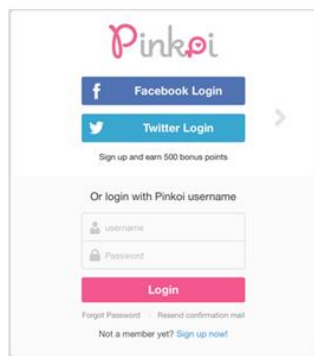 Pinkoi
f Facebook Login
Twitter Login
Sign up and earn 500 bonus points
Or login with Pinkoi username
username
Password
Login
Forgot Password | Resend confirmation mail
Not a member yet? Sign up now!